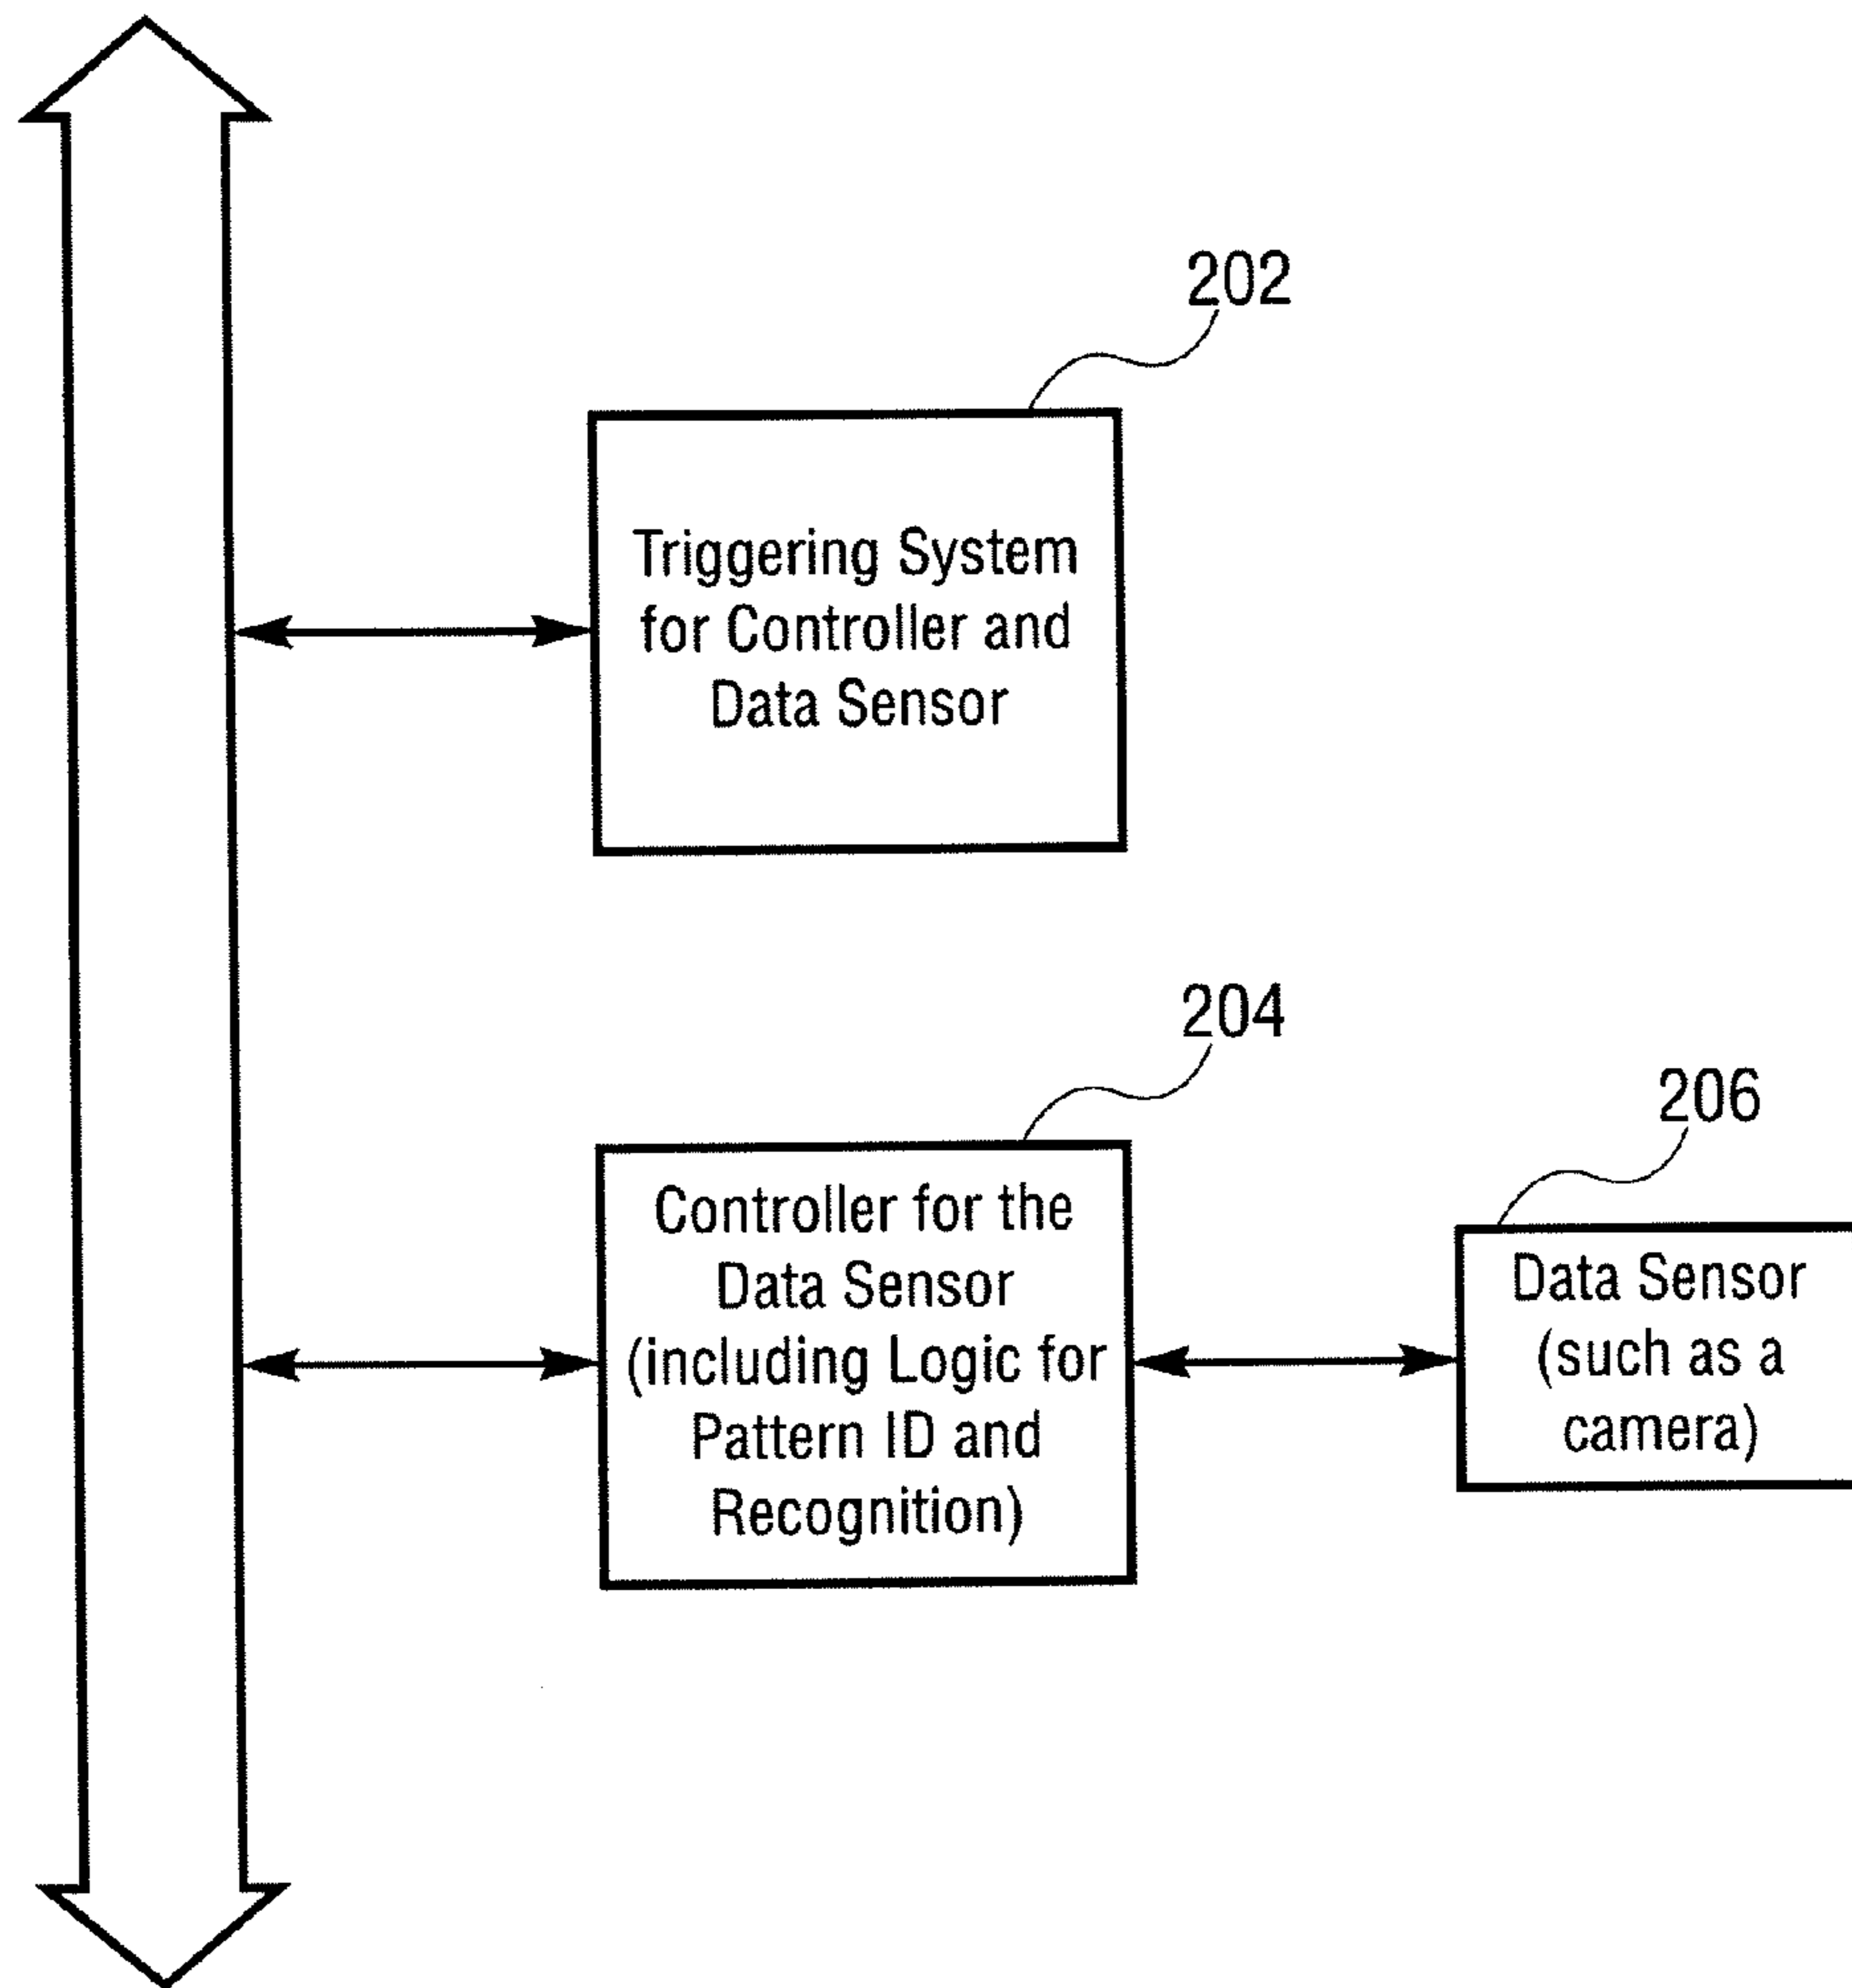 202
Triggering System
for Controller and
Data Sensor
204
Controller for the
Data Sensor
(including Logic for
Pattern ID and
Recognition)
206
Data Sensor
(such as a
camera)